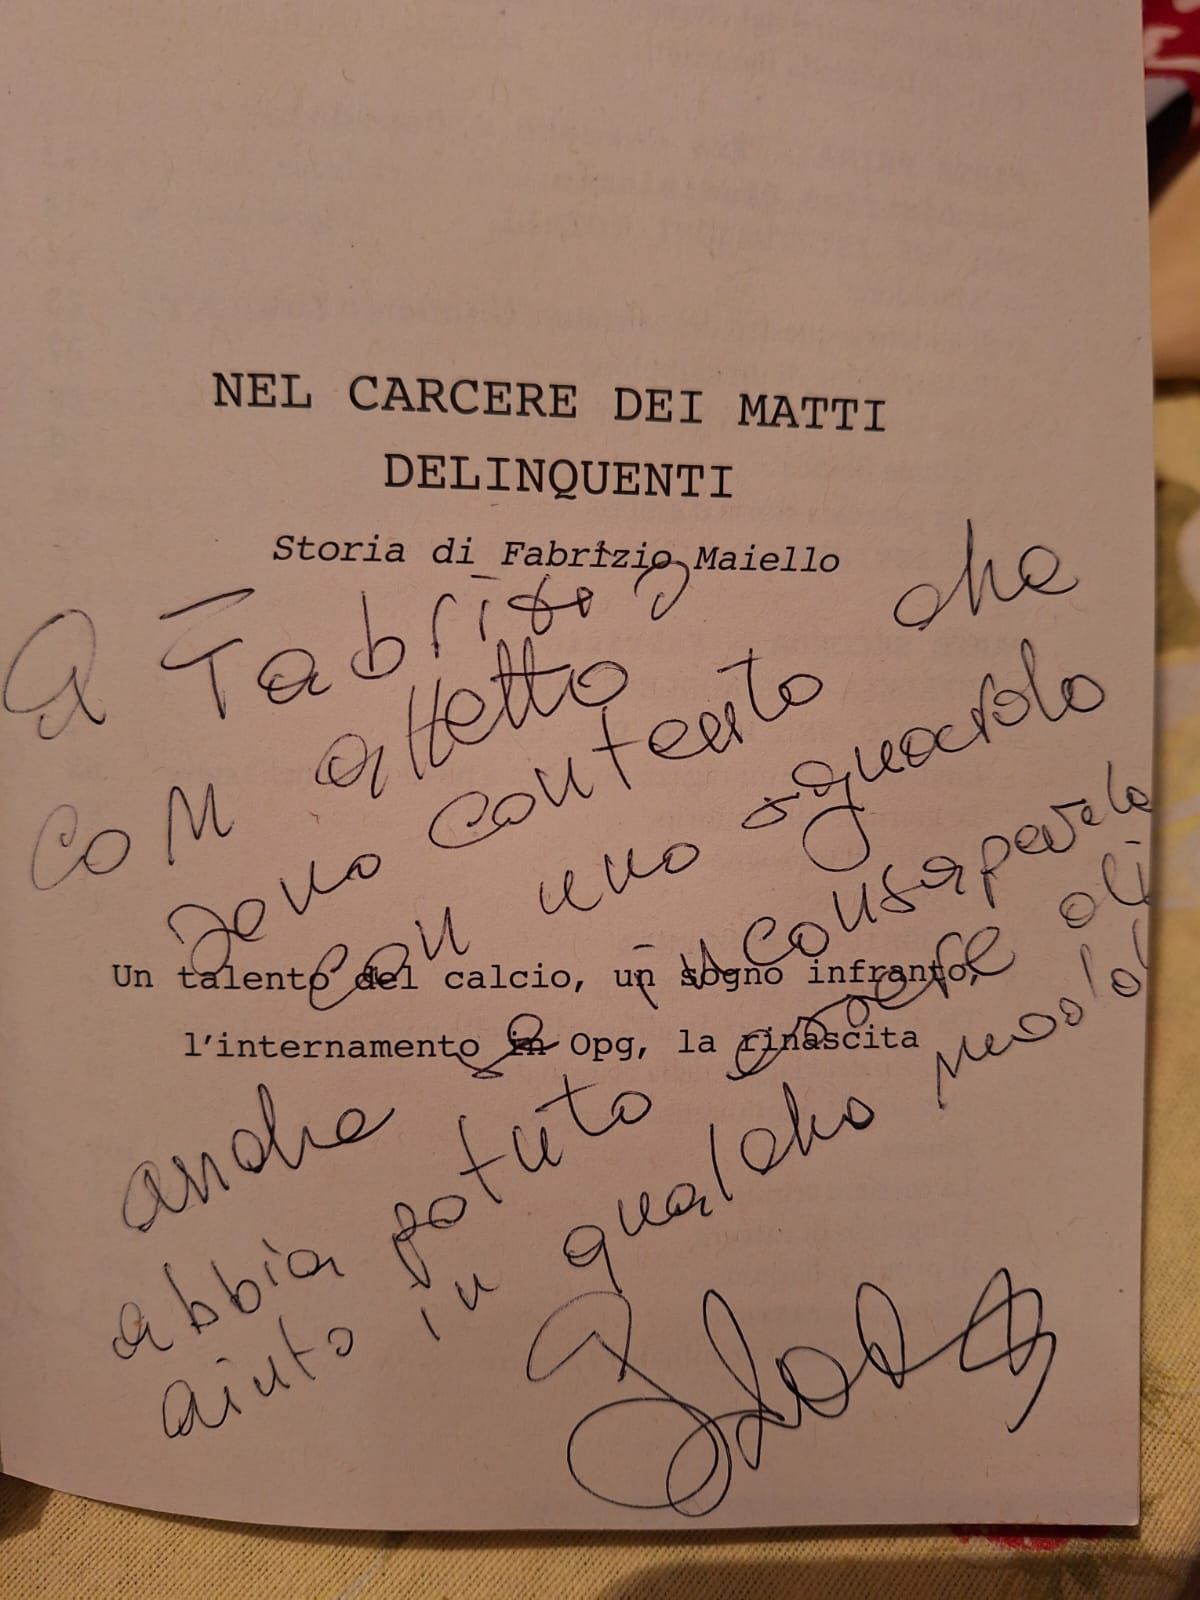 NEL CARCERE DEI MATTI
DELINQUENTI
Storia di Fabrizio Maiello
A Fabrizio
con affetto
sono contento che
con uno sguardo
inconsapevole
Un talento del calcio, un sogno infranto,
l'internamento in Opg, la rinascita
anche
abbia potuto essere di
aiuto in qualche modo